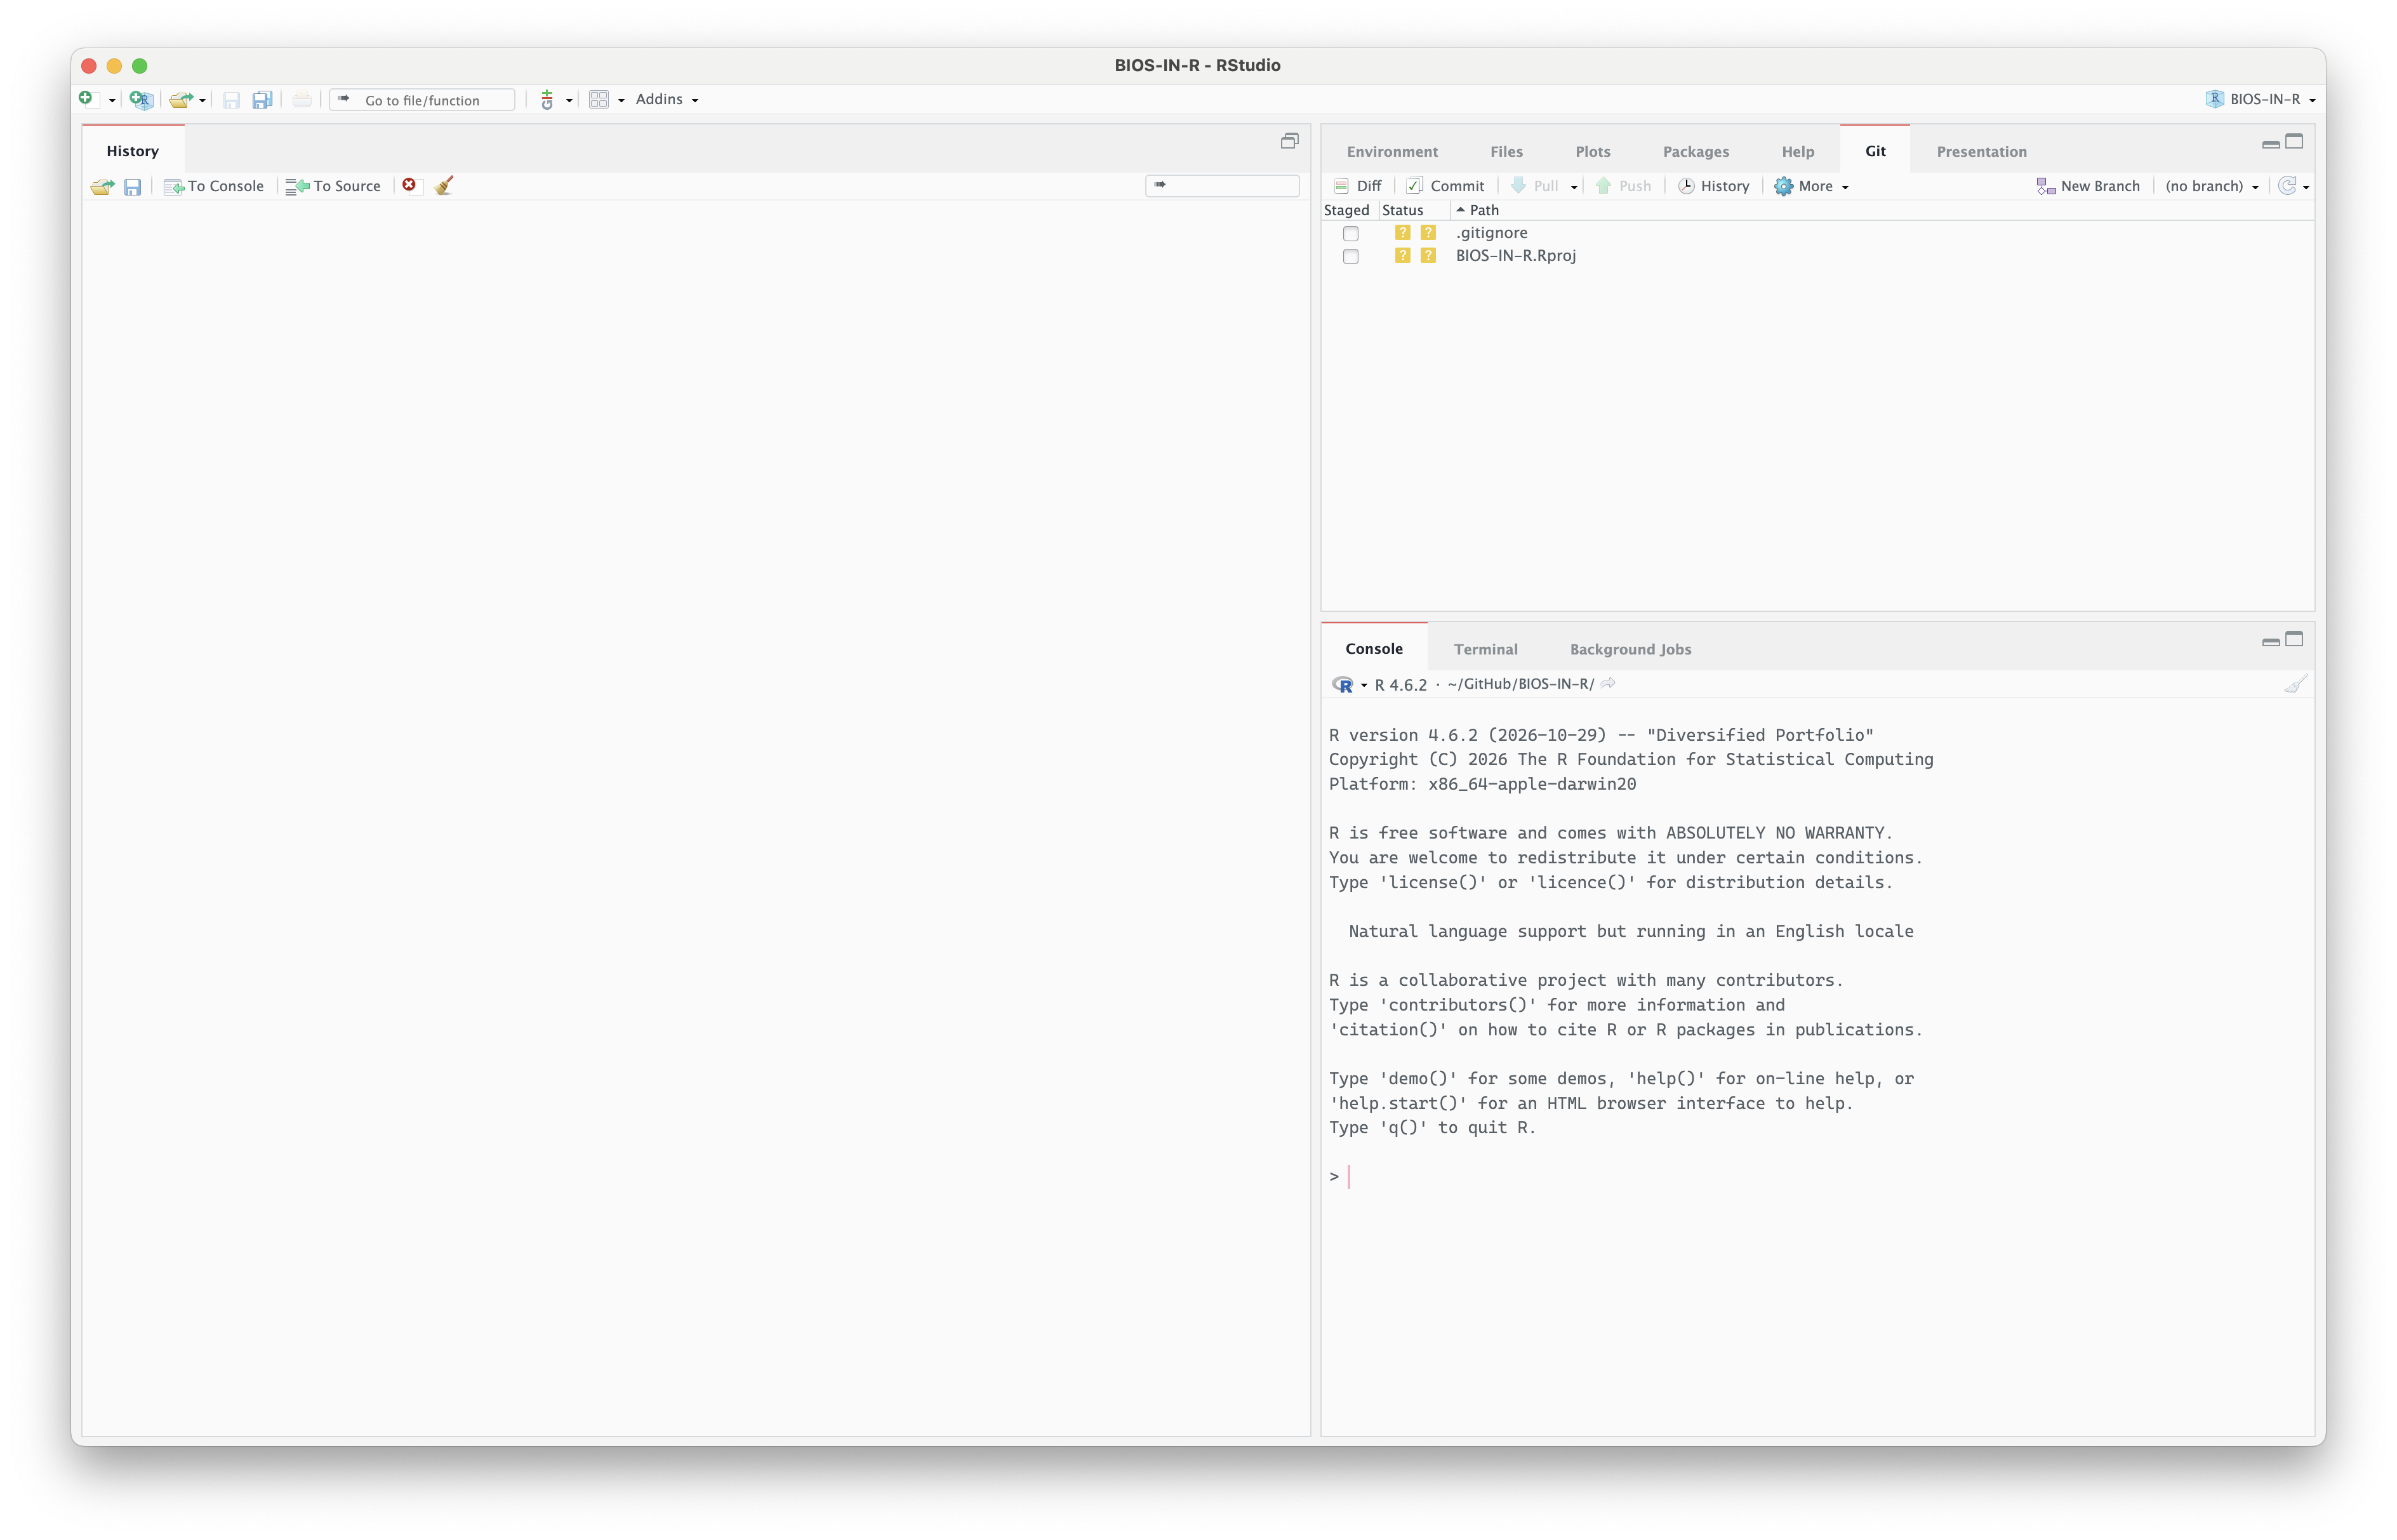 BIOS-IN-R - RStudio
Go to file/function
Addins
BIOS-IN-R
History
To Console
To Source
Environment Files Plots Packages Help Git Presentation
Diff Commit Pull Push History More New Branch (no branch)
Staged Status Path
? ? .gitignore
? ? BIOS-IN-R.Rproj
Console Terminal Background Jobs
R 4.6.2 · ~/GitHub/BIOS-IN-R/
R version 4.6.2 (2026-10-29) -- "Diversified Portfolio"
Copyright (C) 2026 The R Foundation for Statistical Computing
Platform: x86_64-apple-darwin20
R is free software and comes with ABSOLUTELY NO WARRANTY.
You are welcome to redistribute it under certain conditions.
Type 'license()' or 'licence()' for distribution details.
Natural language support but running in an English locale
R is a collaborative project with many contributors.
Type 'contributors()' for more information and
'citation()' on how to cite R or R packages in publications.
Type 'demo()' for some demos, 'help()' for on-line help, or
'help.start()' for an HTML browser interface to help.
Type 'q()' to quit R.
>